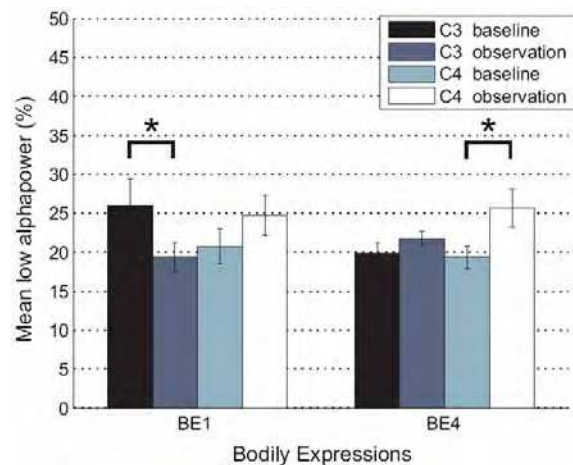 50
45
40
35
30
25
20
15
10
5
0
Mean low alphapower (%)
C3 baseline
C3 observation
C4 baseline
C4 observation
*
*
BE1
BE4
Bodily Expressions